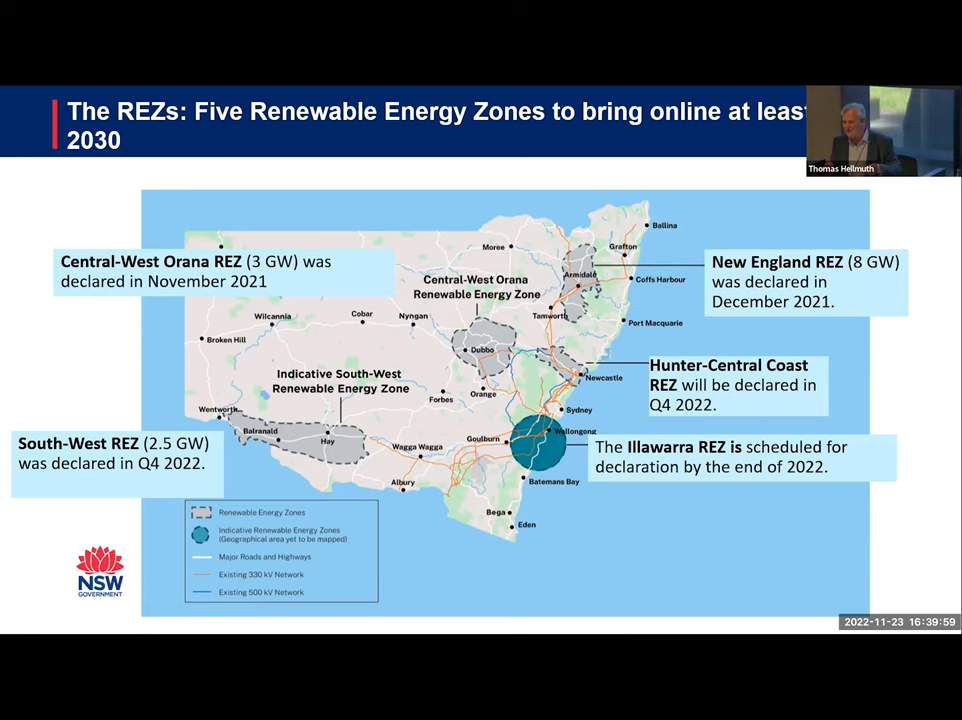 The REZs: Five Renewable Energy Zones to bring online at least
2030
Thomas Hellmuth
Central-West Orana REZ (3 GW) was
declared in November 2021
New England REZ (8 GW)
was declared in
December 2021.
Hunter-Central Coast
REZ will be declared in
Q4 2022.
South-West REZ (2.5 GW)
was declared in Q4 2022.
The Illawarra REZ is scheduled for
declaration by the end of 2022.
Central-West Orana
Renewable Energy Zone
Indicative South-West
Renewable Energy Zone
Ballina
Moree
Grafton
Armidale
Coffs Harbour
Tamworth
Port Macquarie
Wilcannia
Cobar
Nyngan
Broken Hill
Dubbo
Newcastle
Forbes
Orange
Sydney
Wentworth
Balranald
Hay
Wagga Wagga
Goulburn
Wollongong
Albury
Batemans Bay
Bega
Eden
Renewable Energy Zones
Indicative Renewable Energy Zones
(Geographical area yet to be mapped)
Major Roads and Highways
Existing 330 kV Network
Existing 500 kV Network
NSW
GOVERNMENT
2022-11-23 16:39:59